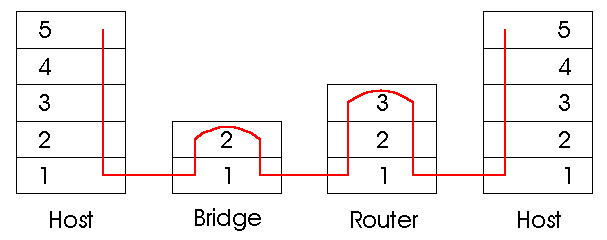 5 5
4 4
3 3 3
2 2 2 2
1 1 1 1
Host Bridge Router Host